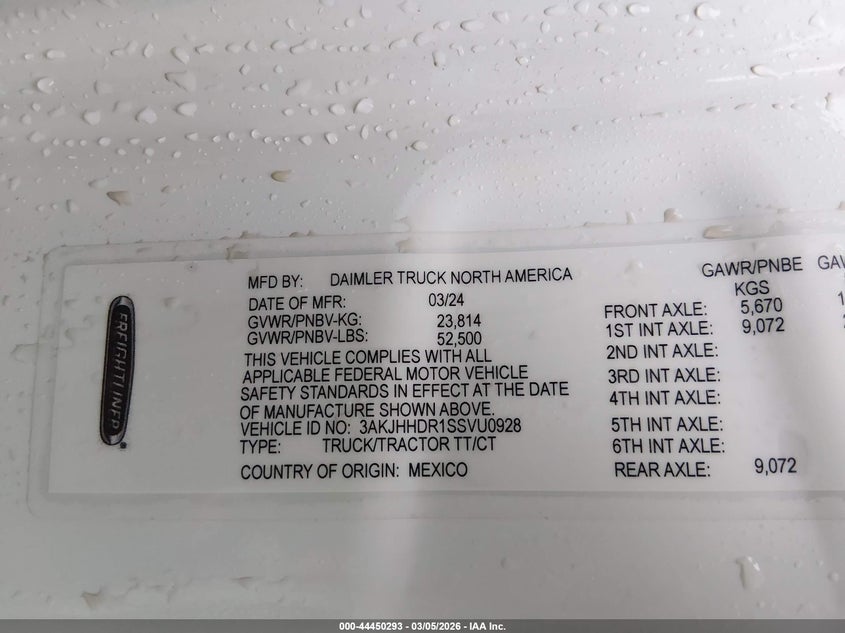 FREIGHTLINER
MFD BY: DAIMLER TRUCK NORTH AMERICA
DATE OF MFR: 03/24
GVWR/PNBV-KG: 23,814
GVWR/PNBV-LBS: 52,500
THIS VEHICLE COMPLIES WITH ALL
APPLICABLE FEDERAL MOTOR VEHICLE
SAFETY STANDARDS IN EFFECT AT THE DATE
OF MANUFACTURE SHOWN ABOVE.
VEHICLE ID NO: 3AKJHHDR1SSVU0928
TYPE: TRUCK/TRACTOR TT/CT
COUNTRY OF ORIGIN: MEXICO
GAWR/PNBE
KGS
FRONT AXLE: 5,670
1ST INT AXLE: 9,072
2ND INT AXLE:
3RD INT AXLE:
4TH INT AXLE:
5TH INT AXLE:
6TH INT AXLE:
REAR AXLE: 9,072
000-44450293 - 03/05/2026 - IAA Inc.